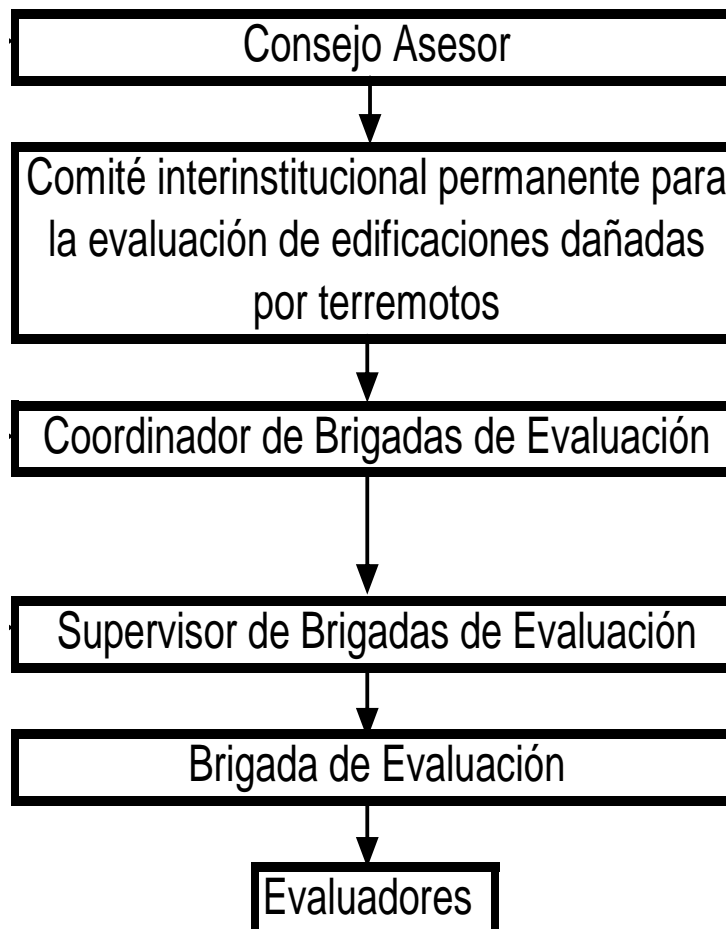 Consejo Asesor
Comité interinstitucional permanente para
la evaluación de edificaciones dañadas
por terremotos
Coordinador de Brigadas de Evaluación
Supervisor de Brigadas de Evaluación
Brigada de Evaluación
Evaluadores